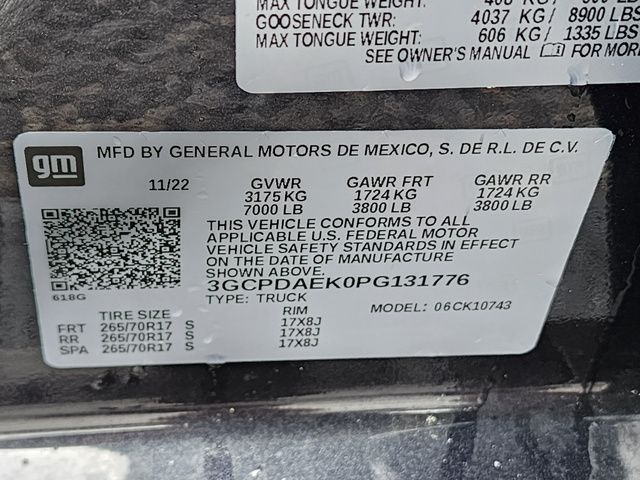 MAX TONGUE WEIGHT:
GOOSENECK TWR: 4037 KG / 8900 LBS
MAX TONGUE WEIGHT: 606 KG / 1335 LBS
SEE OWNER'S MANUAL FOR MORE
gm
MFD BY GENERAL MOTORS DE MEXICO, S. DE R.L. DE C.V.
11/22 GVWR GAWR FRT GAWR RR
3175 KG 1724 KG 1724 KG
7000 LB 3800 LB 3800 LB
THIS VEHICLE CONFORMS TO ALL
APPLICABLE U.S. FEDERAL MOTOR
VEHICLE SAFETY STANDARDS IN EFFECT
ON THE DATE OF MANUFACTURE
SHOWN ABOVE.
3GCPDAEK0PG131776
618G
TYPE: TRUCK MODEL: 06CK10743
TIRE SIZE RIM
FRT 265/70R17 S 17X8J
RR 265/70R17 S 17X8J
SPA 265/70R17 S 17X8J